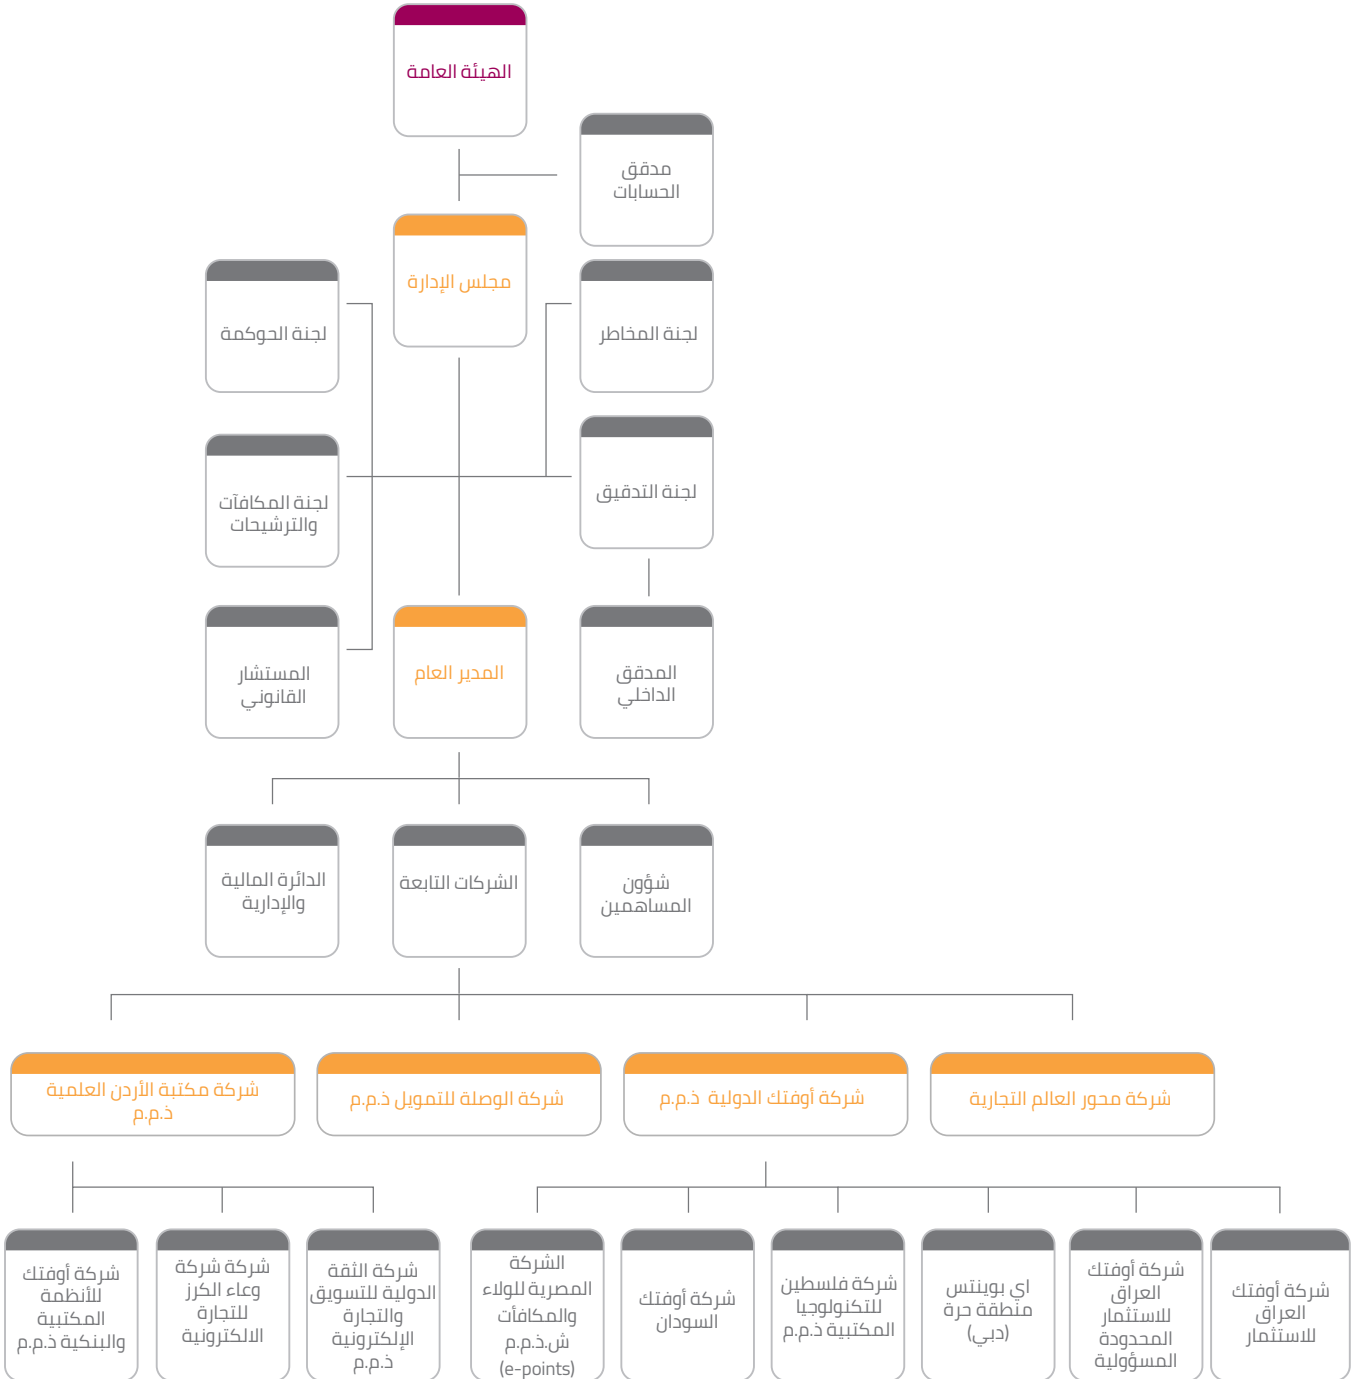 الهيئة العامة
مدقق
الحسابات
مجلس الإدارة
لجنة المخاطر
لجنة الحوكمة
لجنة التدقيق
لجنة المكافآت
والترشيحات
المدقق
الداخلي
المدير العام
المستشار
القانوني
شؤون
المساهمين
الشركات التابعة
الدائرة المالية
والإدارية
شركة محور العالم التجارية
شركة أوفتك الدولية ذ.م.م
شركة الوصلة للتمويل ذ.م.م
شركة مكتبة الأردن العلمية
ذ.م.م
شركة أوفتك
العراق
للاستثمار
شركة أوفتك
العراق
للاستثمار
المحدودة
المسؤولية
اي بوينتس
منطقة حرة
(دبي)
شركة فلسطين
للتكنولوجيا
المكتبية ذ.م.م
شركة أوفتك
السودان
الشركة
المصرية للولاء
والمكافأت
ش.ذ.م.م
(e-points)
شركة الثقة
الدولية للتسويق
والتجارة
الإلكترونية
ذ.م.م
شركة شركة
وعاء الكرز
للتجارة
الالكترونية
شركة أوفتك
للأنظمة
المكتبية
والبنكية ذ.م.م